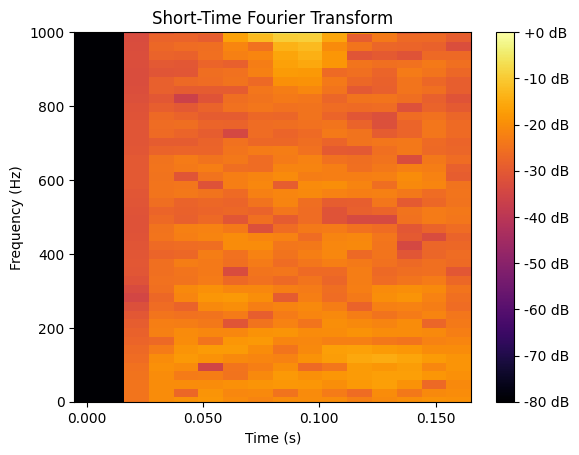 Short-Time Fourier Transform
1000
800
600
400
200
0
Frequency (Hz)
0.000
0.050
0.100
0.150
Time (s)
+0 dB
-10 dB
-20 dB
-30 dB
-40 dB
-50 dB
-60 dB
-70 dB
-80 dB